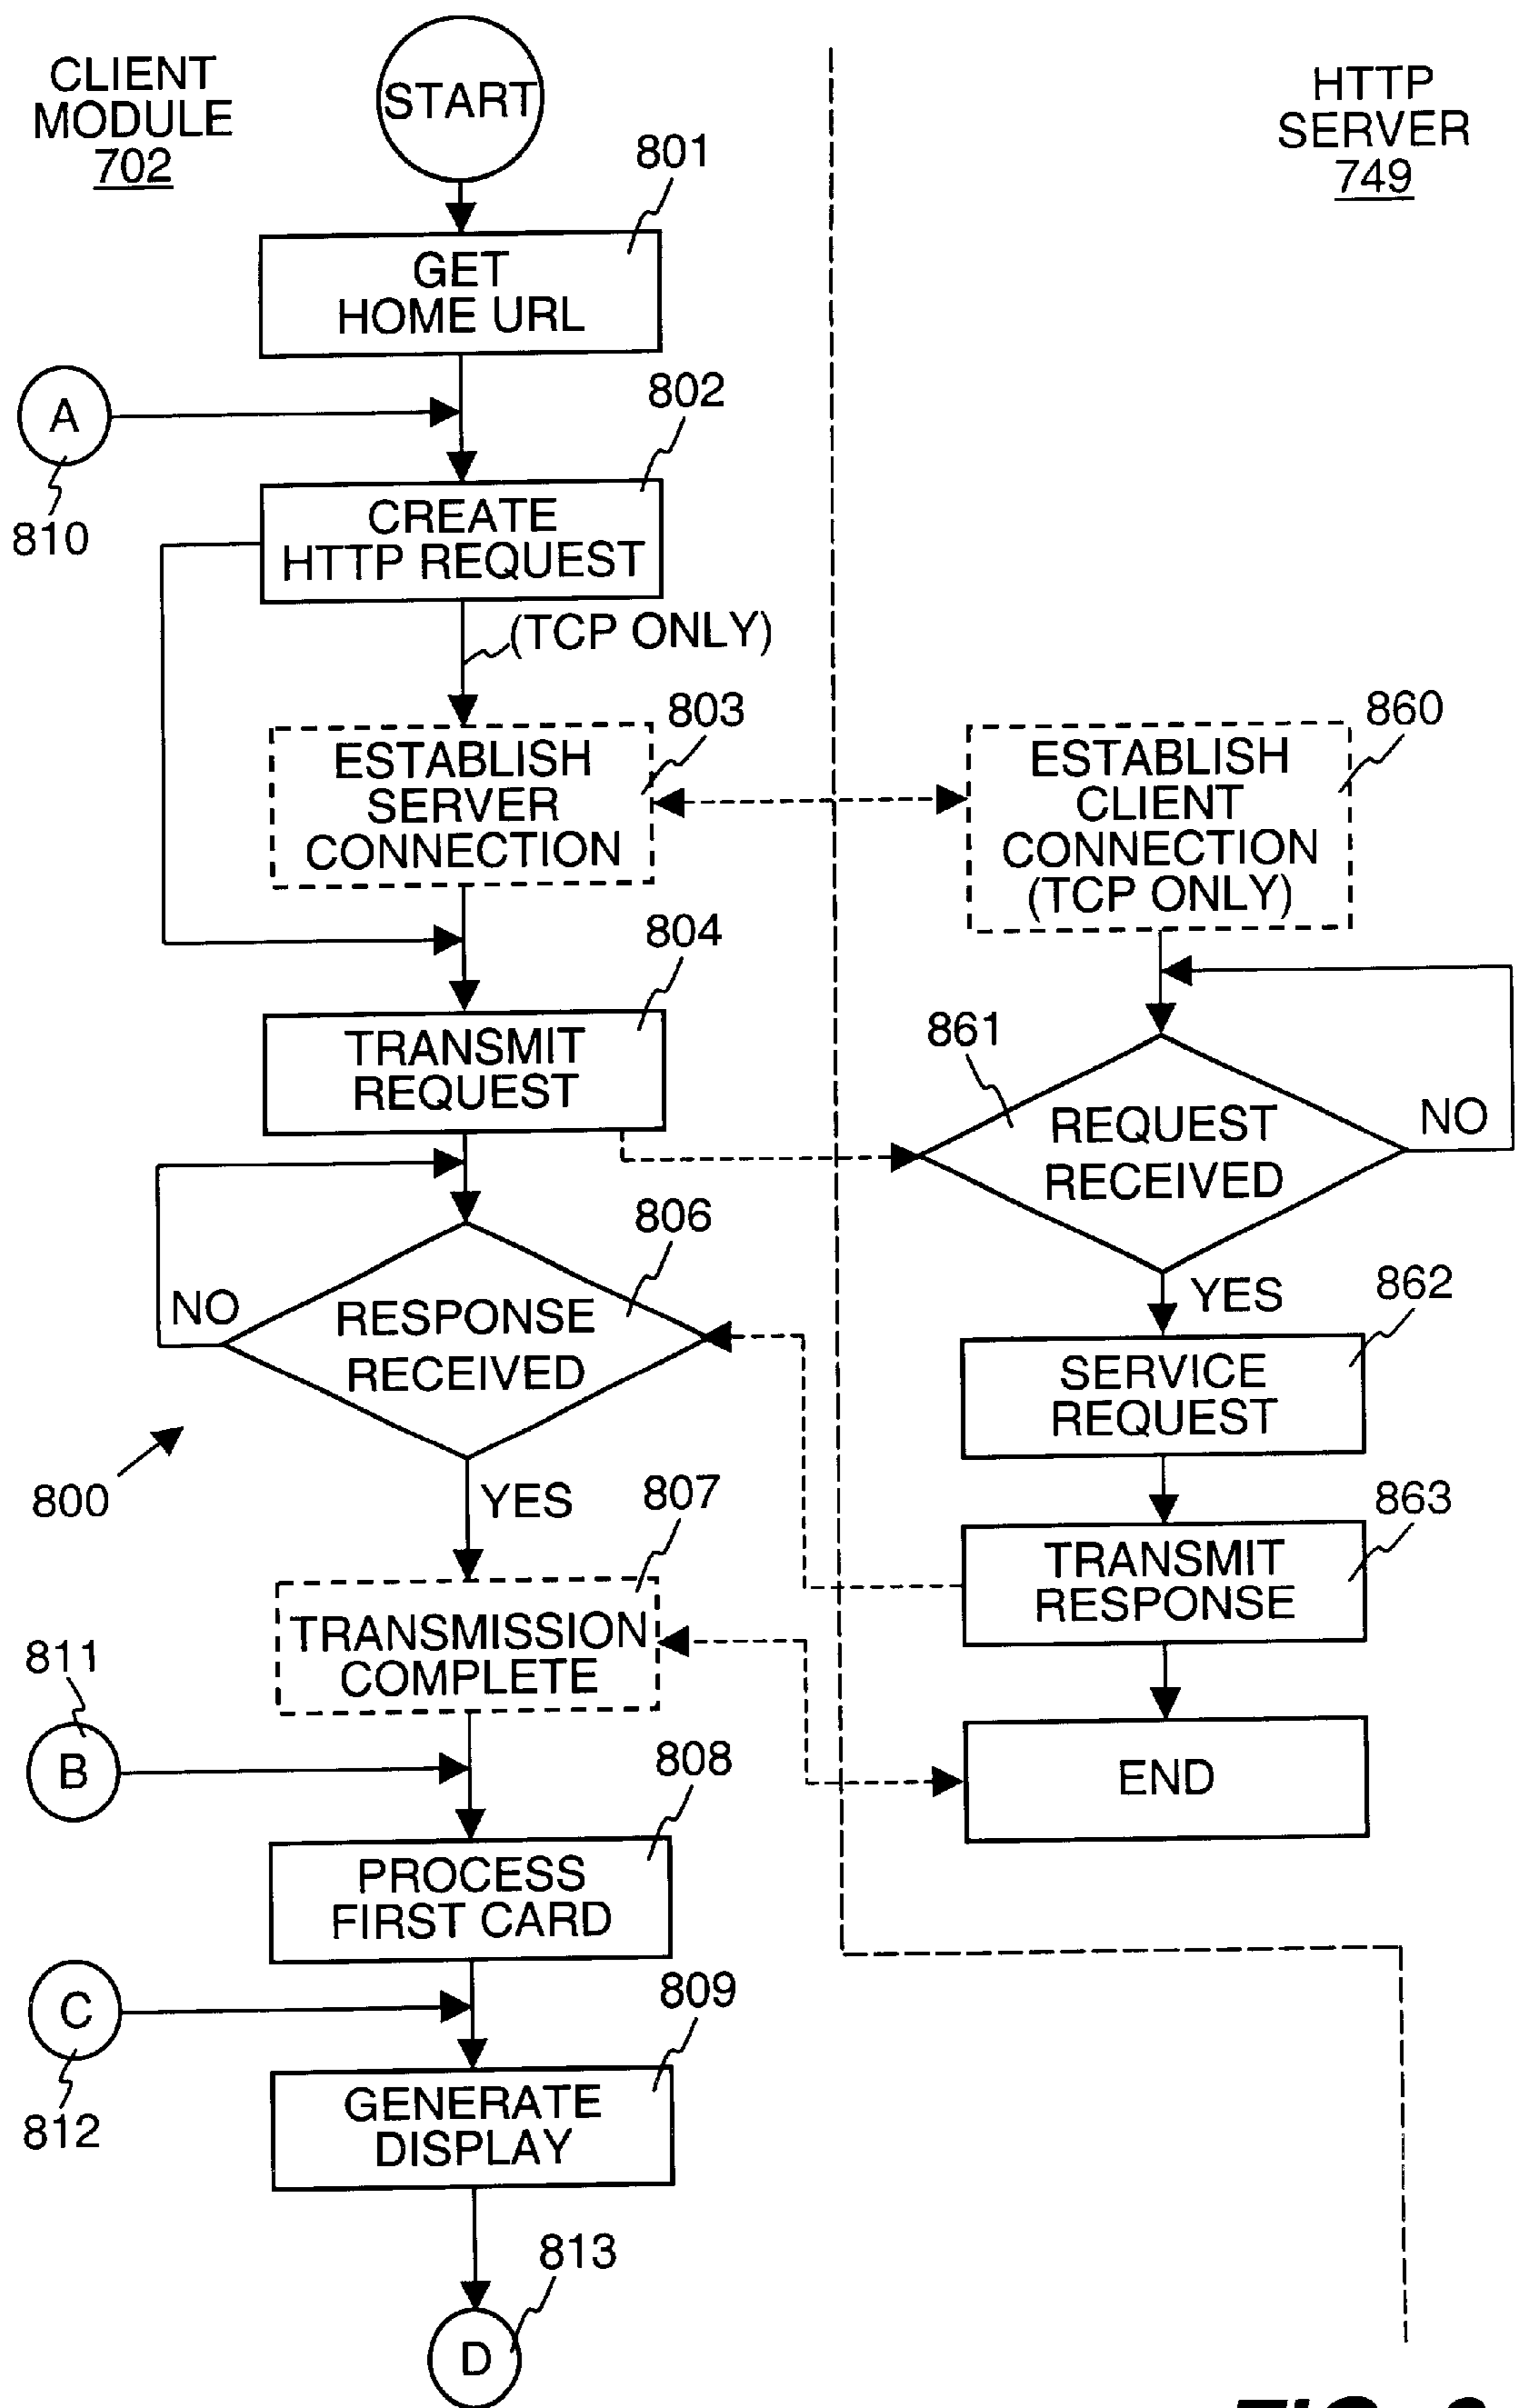 CLIENT
MODULE
702
START
HTTP
SERVER
749
801
GET
HOME URL
A
810
802
CREATE
HTTP REQUEST
(TCP ONLY)
803
ESTABLISH
SERVER
CONNECTION
860
ESTABLISH
CLIENT
CONNECTION
(TCP ONLY)
804
TRANSMIT
REQUEST
861
REQUEST
RECEIVED
NO
YES
806
RESPONSE
RECEIVED
NO
YES
800
862
SERVICE
REQUEST
863
TRANSMIT
RESPONSE
807
TRANSMISSION
COMPLETE
811
B
END
808
PROCESS
FIRST CARD
C
812
809
GENERATE
DISPLAY
813
D